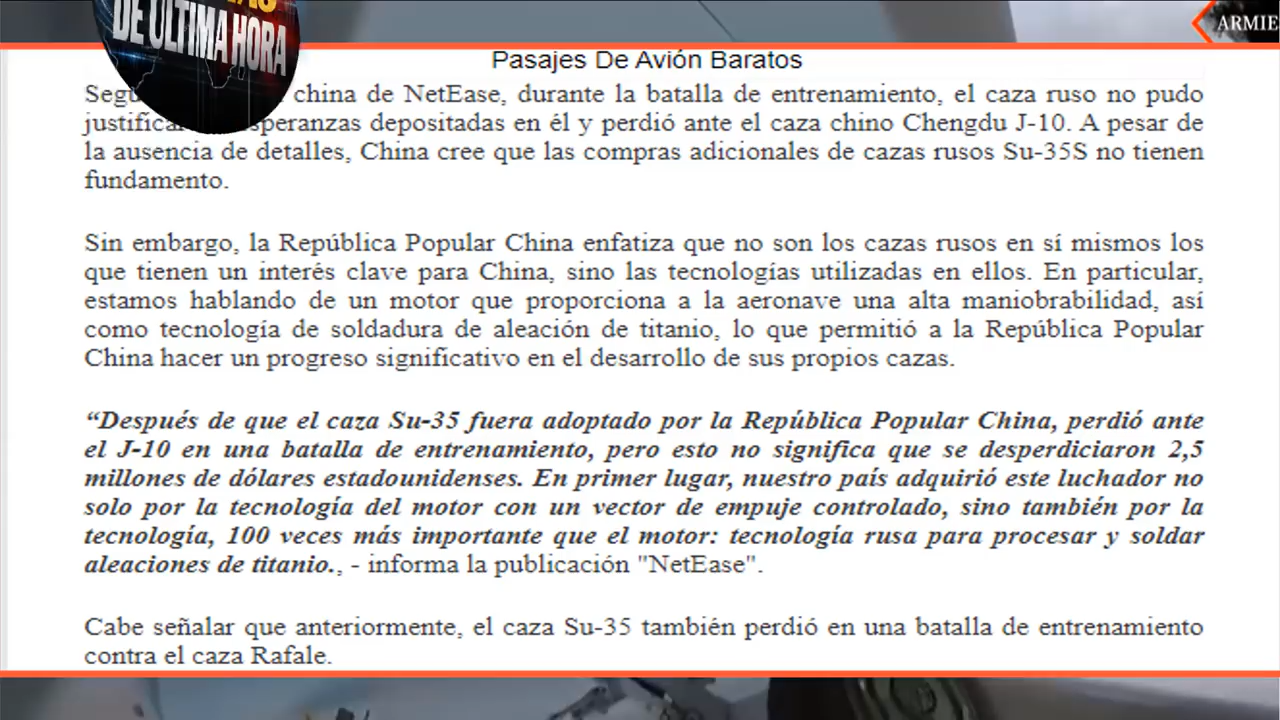 DE ÚLTIMA HORA
ARMIE
Pasajes De Avión Baratos
china de NetEase, durante la batalla de entrenamiento, el caza ruso no pudo
depositadas en él y perdió ante el caza chino Chengdu J-10. A pesar de
la ausencia de detalles, China cree que las compras adicionales de cazas rusos Su-35S no tienen
fundamento.
Sin embargo, la República Popular China enfatiza que no son los cazas rusos en sí mismos los
que tienen un interés clave para China, sino las tecnologías utilizadas en ellos. En particular,
estamos hablando de un motor que proporciona a la aeronave una alta maniobrabilidad, así
como tecnología de soldadura de aleación de titanio, lo que permitió a la República Popular
China hacer un progreso significativo en el desarrollo de sus propios cazas.
“Después de que el caza Su-35 fuera adoptado por la República Popular China, perdió ante
el J-10 en una batalla de entrenamiento, pero esto no significa que se desperdiciaron 2,5
millones de dólares estadounidenses. En primer lugar, nuestro país adquirió este luchador no
solo por la tecnología del motor con un vector de empuje controlado, sino también por la
tecnología, 100 veces más importante que el motor: tecnología rusa para procesar y soldar
aleaciones de titanio., - informa la publicación "NetEase".
Cabe señalar que anteriormente, el caza Su-35 también perdió en una batalla de entrenamiento
contra el caza Rafale.